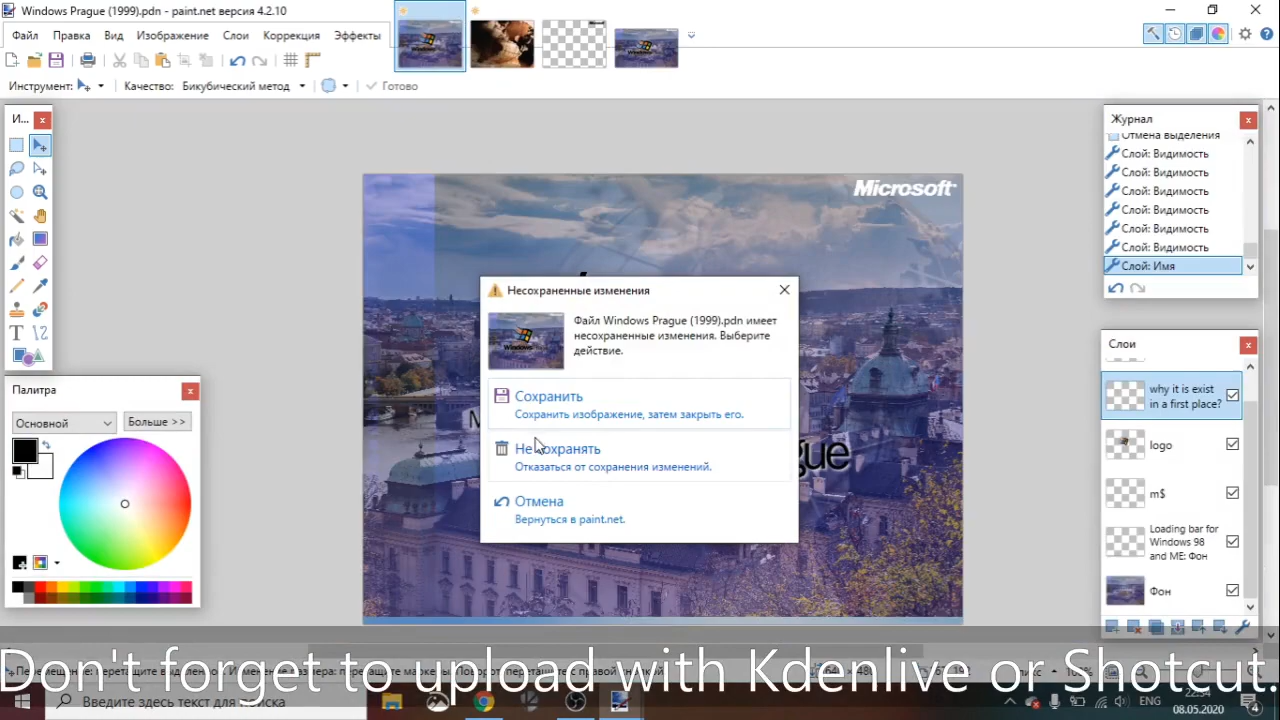 Windows Prague (1999).pdn - paint.net версия 4.2.10
Файл Правка Вид Изображение Слои Коррекция Эффекты
Инструмент: Качество: Бикубический метод Готово
И...
Журнал
Отмена выделения
Слой: Видимость
Слой: Видимость
Слой: Видимость
Слой: Видимость
Слой: Видимость
Слой: Видимость
Слой: Имя
Microsoft
Несохраненные изменения
Файл Windows Prague (1999).pdn имеет
несохраненные изменения. Выберите
действие.
Сохранить
Сохранить изображение, затем закрыть его.
Не сохранять
Отказаться от сохранения изменений.
Отмена
Вернуться в paint.net.
Палитра
Основной Больше >>
Слои
why it is exist
in a first place?
logo
m$
Loading bar for
Windows 98
and ME: Фон
Фон
Don't forget to upload with Kdenlive or Shotcut.
Введите здесь текст для поиска
ENG
22:54
08.05.2020